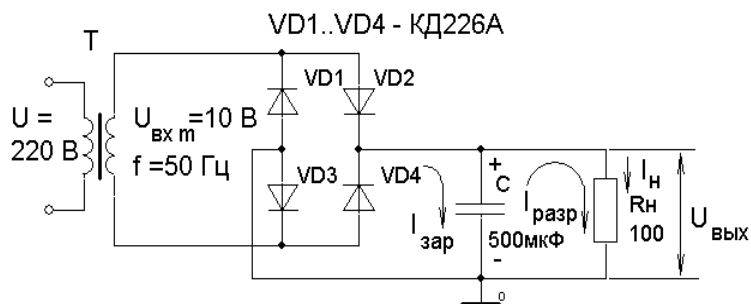 VD1..VD4 - КД226А
T
VD1
VD2
U =
220 В
Uвх m=10 В
f =50 Гц
VD3
VD4
Iзар
+
C
500мкФ
-
Iразр
Iн
Rн
100
Uвых
0